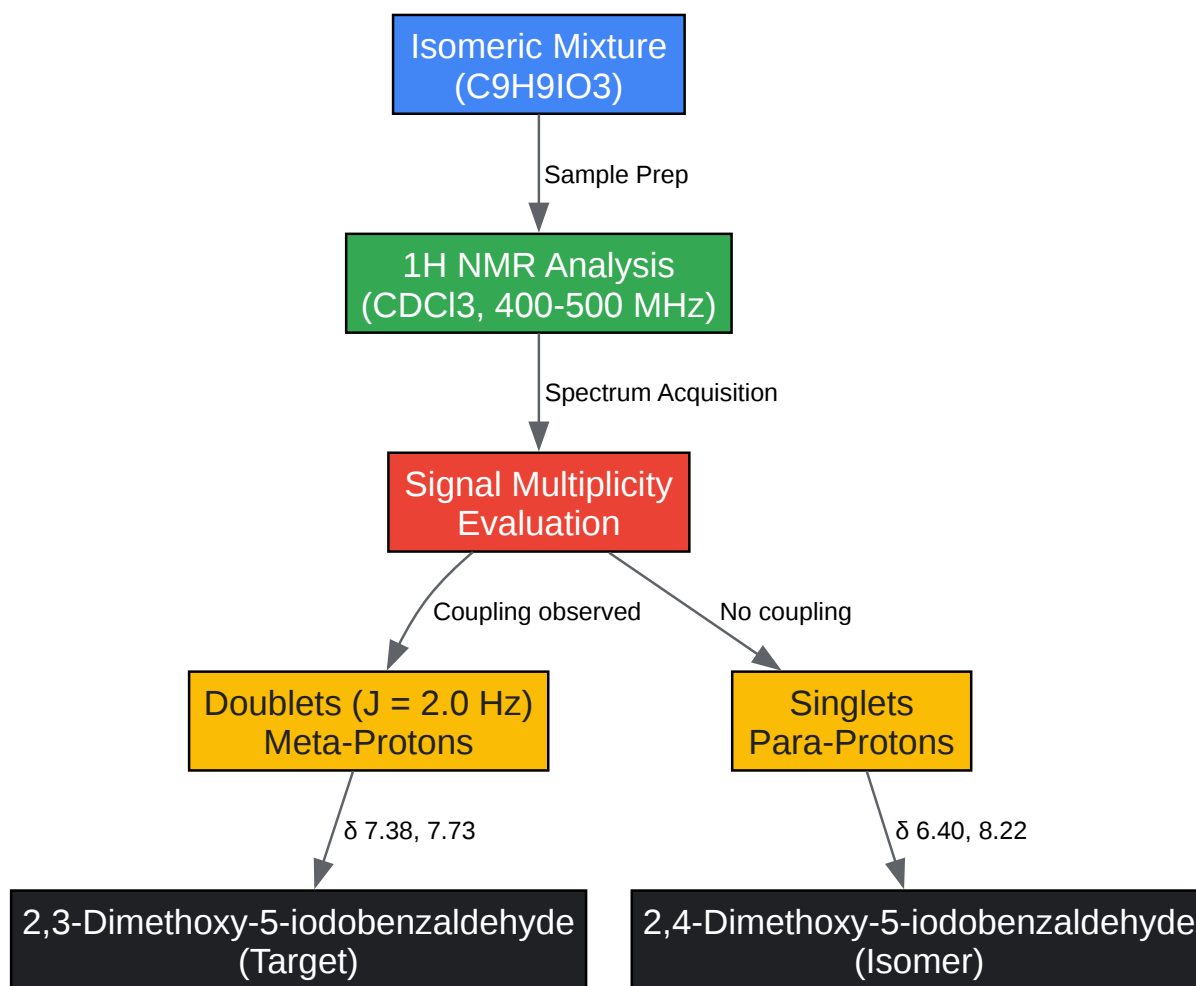 Isomeric Mixture
(C9H9IO3)
Sample Prep
1H NMR Analysis
(CDCl3, 400-500 MHz)
Spectrum Acquisition
Signal Multiplicity
Evaluation
Coupling observed
No coupling
Doublets (J = 2.0 Hz)
Meta-Protons
Singlets
Para-Protons
δ 7.38, 7.73
δ 6.40, 8.22
2,3-Dimethoxy-5-iodobenzaldehyde
(Target)
2,4-Dimethoxy-5-iodobenzaldehyde
(Isomer)